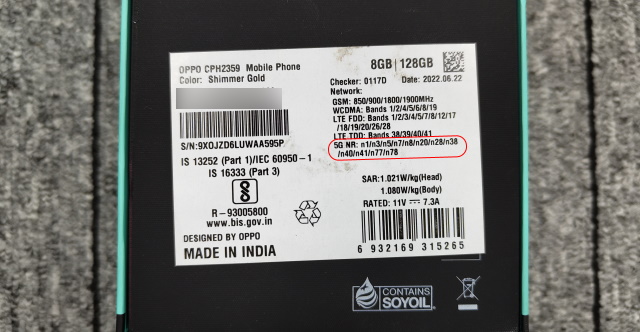 OPPO CPH2359 Mobile Phone
Color: Shimmer Gold
S/N:9XOJZD6LUWAA595P
IS 13252 (Part 1)/IEC 60950-1
IS 16333 (Part 3)
R-93005800
www.bis.gov.in
DESIGNED BY OPPO
MADE IN INDIA
8GB|128GB
Checker: 0117D Date: 2022.06.22
Network:
GSM: 850/900/1800/1900MHz
WCDMA: Bands 1/2/4/5/6/8/19
LTE FDD: Bands 1/2/3/4/5/7/8/12/17
/18/19/20/26/28
LTE TDD: Bands 38/39/40/41
5G NR: n1/n3/n5/n7/n8/n20/n28/n38
/n40/n41/n77/n78
SAR:1.021W/kg(Head)
1.080W/kg(Body)
RATED: 11V 7.3A
6 932169 315265
CONTAINS
SOYOIL